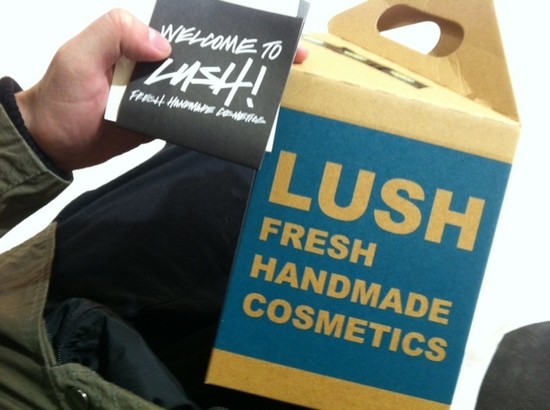 WELCOME TO
LUSH!
FRESH HANDMADE COSMETICS
LUSH
FRESH
HANDMADE
COSMETICS